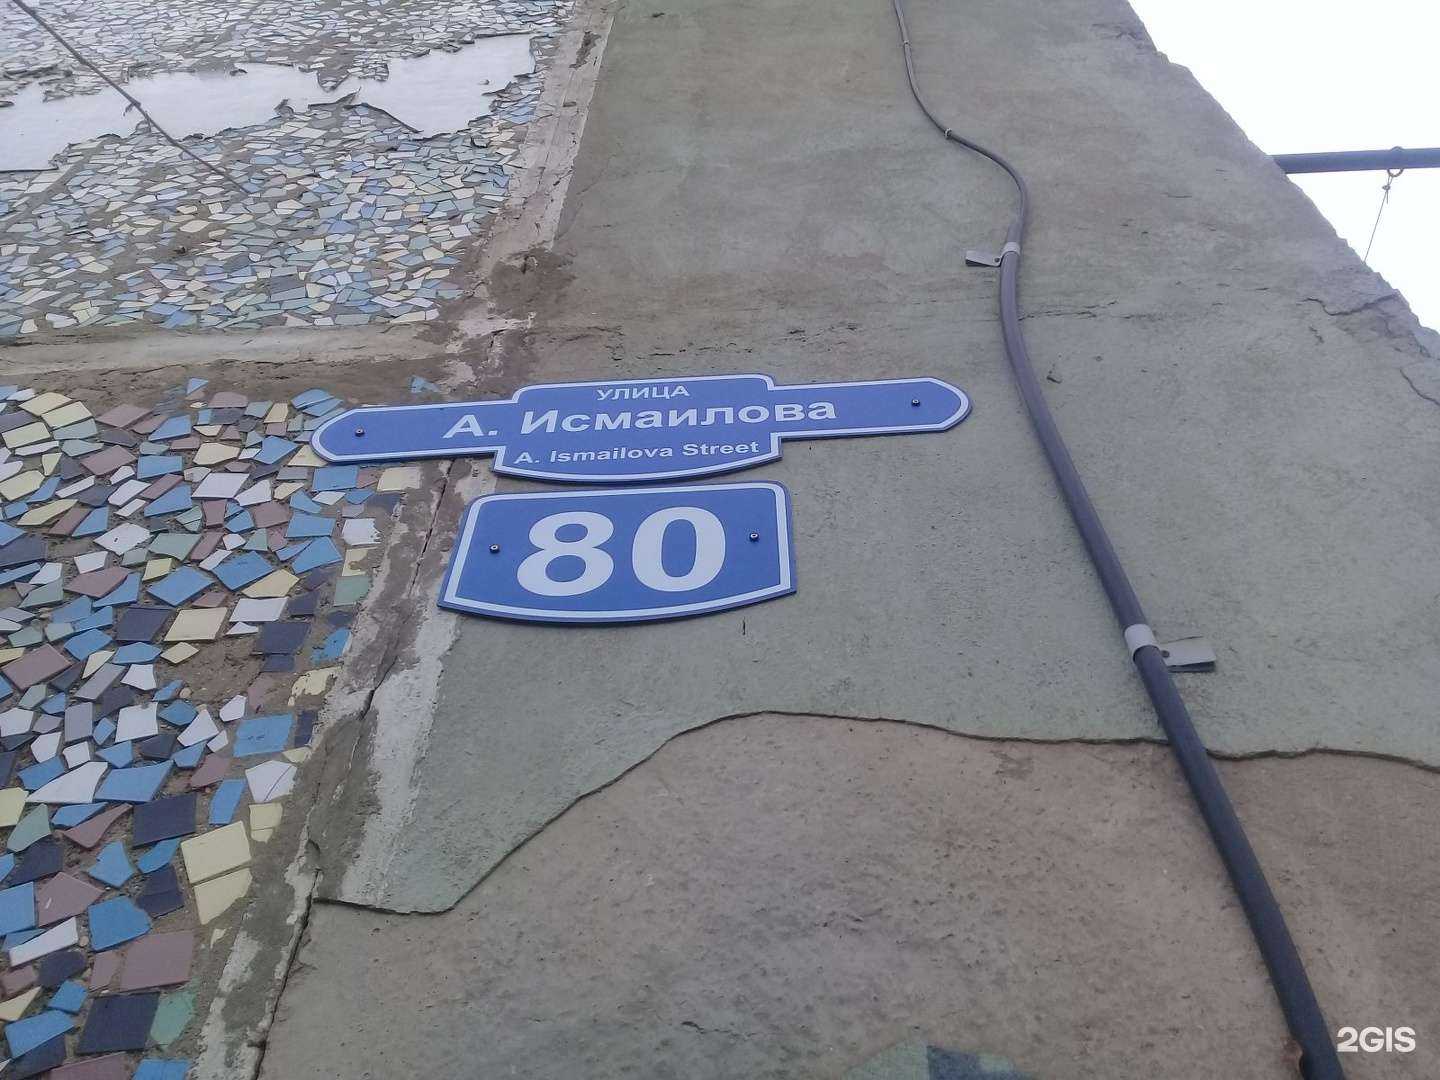 УЛИЦА
А. Исмаилова
A. Ismailova Street
80
2GIS